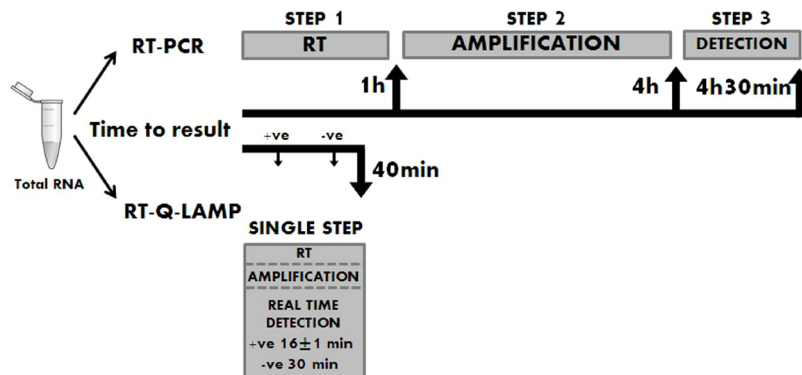 STEP 1
STEP 2
STEP 3
RT-PCR
RT
AMPLIFICATION
DETECTION
1h
4h
4h30min
Time to result
+ve
-ve
40min
Total RNA
RT-Q-LAMP
SINGLE STEP
RT
AMPLIFICATION
REAL TIME
DETECTION
+ve 16±1 min
-ve 30 min